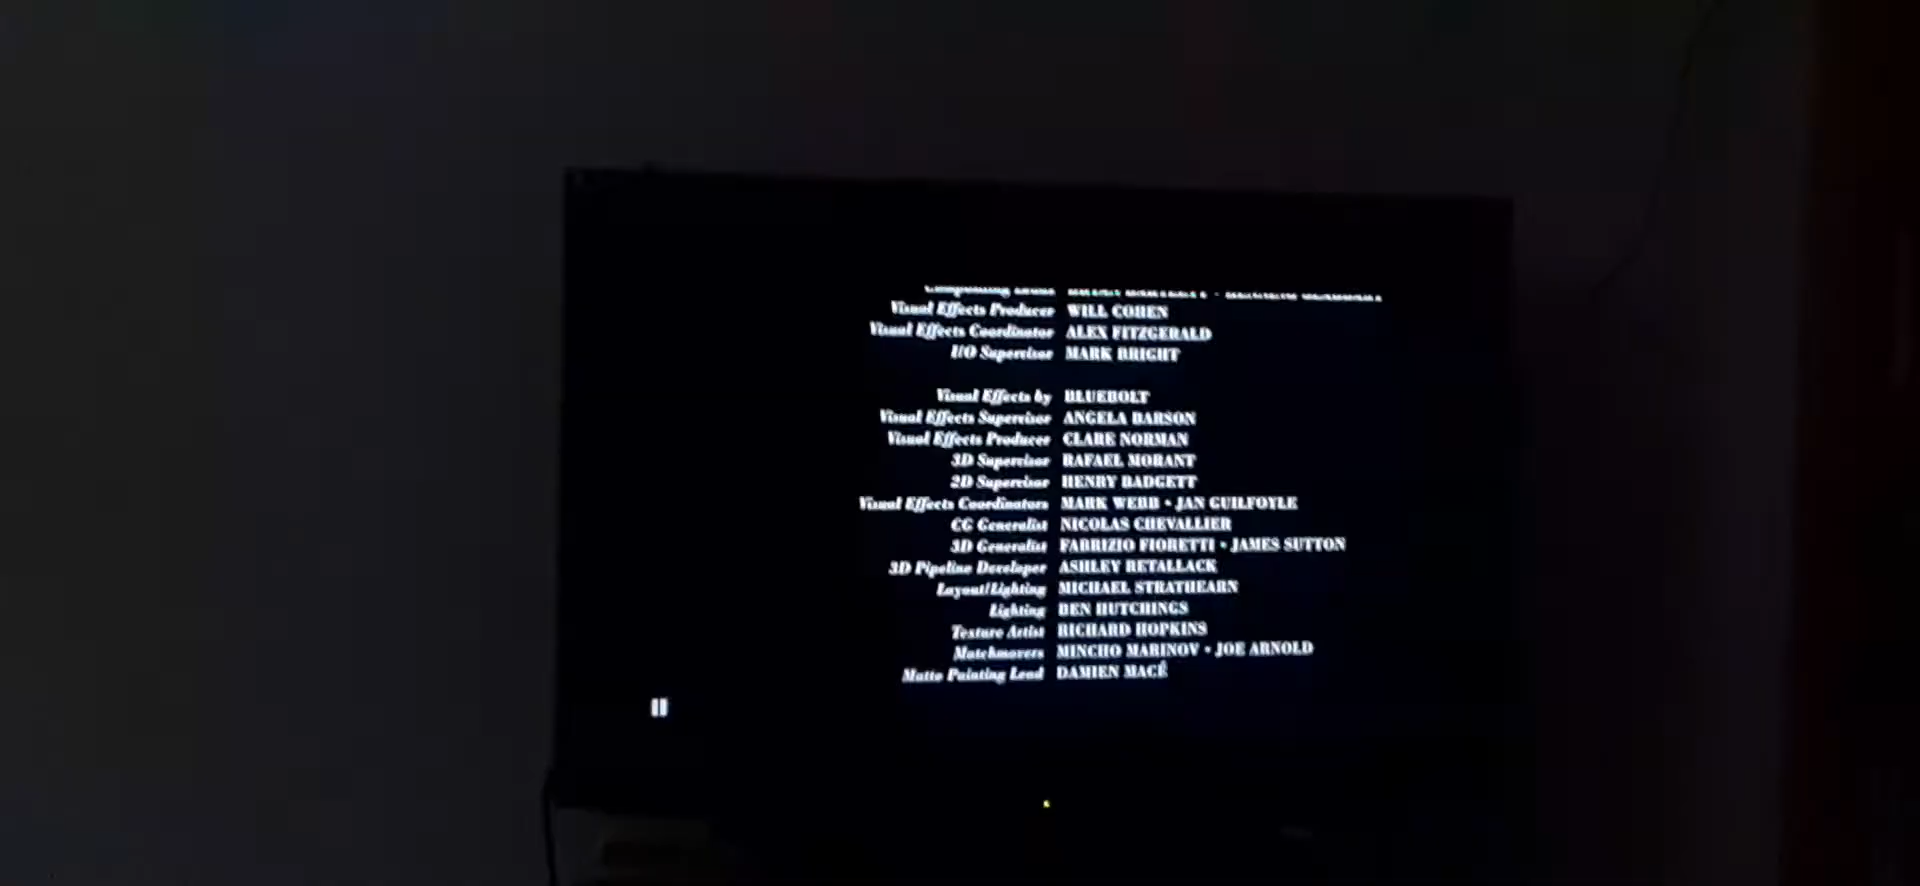 Visual Effects Producer WILL COHEN
Visual Effects Coordinator ALEX FITZGERALD
I/O Supervisor MARK BRIGHT
Visual Effects by BLUEBOLT
Visual Effects Supervisor ANGELA BARSON
Visual Effects Producer CLARE NORMAN
3D Supervisor RAFAEL MORANT
2D Supervisor HENRY BADGETT
Visual Effects Coordinators MARK WEBB • JAN GUILFOYLE
CG Generalist NICOLAS CHEVALLIER
3D Generalist FABRIZIO FIORETTI • JAMES SUTTON
3D Pipeline Developer ASHLEY RETALLACK
Layout/Lighting MICHAEL STRATHEARN
Lighting BEN HUTCHINGS
Texture Artist RICHARD HOPKINS
Matchmovers MINCHO MARINOV • JOE ARNOLD
Matte Painting Lead DAMIEN MACÉ